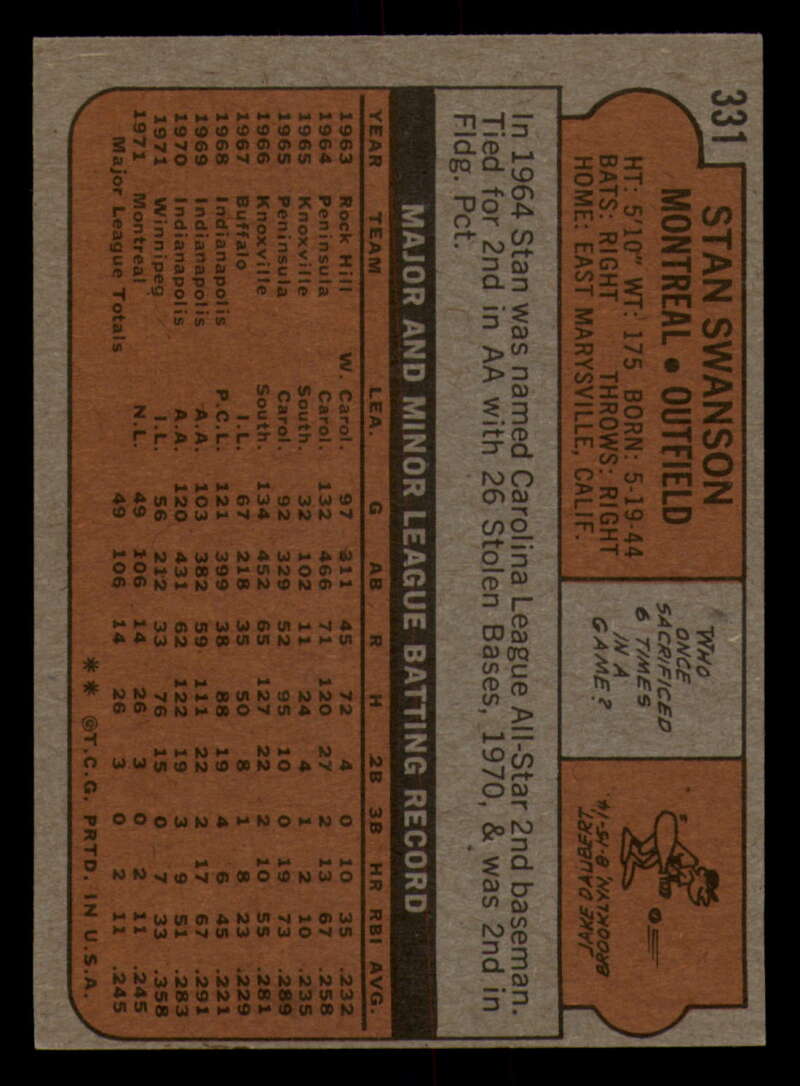 331
STAN SWANSON
MONTREAL • OUTFIELD
HT: 5'10" WT: 175 BORN: 5-19-44
BATS: RIGHT THROWS: RIGHT
HOME: EAST MARYSVILLE, CALIF.
WHO
ONCE
SACRIFICED
6 TIMES
IN A
GAME?
JAKE DAUBERT
BROOKLYN, 8-15-14
In 1964 Stan was named Carolina League All-Star 2nd baseman.
Tied for 2nd in AA with 26 Stolen Bases, 1970, & was 2nd in
Fldg. Pct.
MAJOR AND MINOR LEAGUE BATTING RECORD
YEAR TEAM LEA. G AB R H 2B 3B HR RBI AVG.
1963 Rock Hill W. Carol. 97 311 45 72 4 0 10 35 .232
1964 Peninsula Carol. 132 466 71 120 27 2 13 67 .258
1965 Knoxville South. 32 102 11 24 4 1 2 10 .235
1965 Peninsula Carol. 92 329 52 95 10 0 19 73 .289
1966 Knoxville South. 134 452 65 127 22 2 10 55 .281
1967 Buffalo I.L. 67 218 35 50 8 1 8 23 .229
1968 Indianapolis P.C.L. 121 399 38 88 19 4 6 45 .221
1969 Indianapolis A.A. 103 382 59 111 22 2 17 67 .291
1970 Indianapolis A.A. 120 431 62 122 19 3 9 51 .283
1971 Winnipeg I.L. 56 212 33 76 15 0 7 33 .358
1971 Montreal N.L. 49 106 14 26 3 0 2 11 .245
Major League Totals 49 106 14 26 3 0 2 11 .245
** ©T.C.G. PRTD. IN U.S.A.